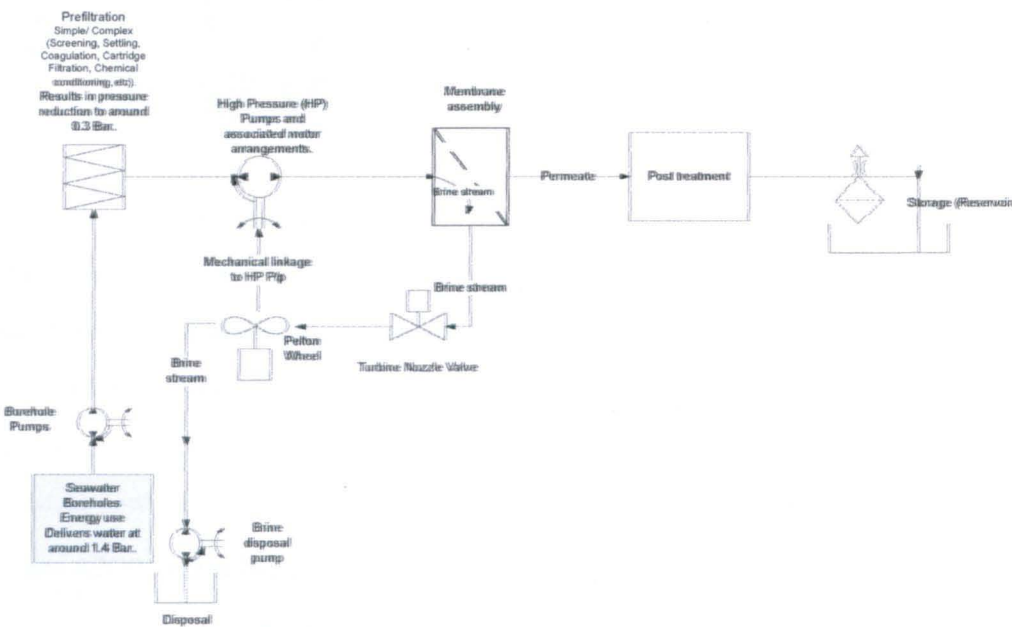 Prefiltration
Simple/ Complex
(Screening, Settling,
Coagulation, Cartridge
Filtration, Chemical
conditioning, etc)).
Results in pressure
reduction to around
0.3 Bar.
High Pressure (HP)
Pumps and
associated motor
arrangements.
Membrane
assembly
Brine stream
Permeate
Post treatment
Storage (Reservoir
Mechanical linkage
to HP P/p
Brine stream
Pelton
Wheel
Turbine Nozzle Valve
Brine
stream
Borehole
Pumps
Seawater
Boreholes
Energy use
Delivers water at
around 1.4 Bar.
Brine
disposal
pump
Disposal